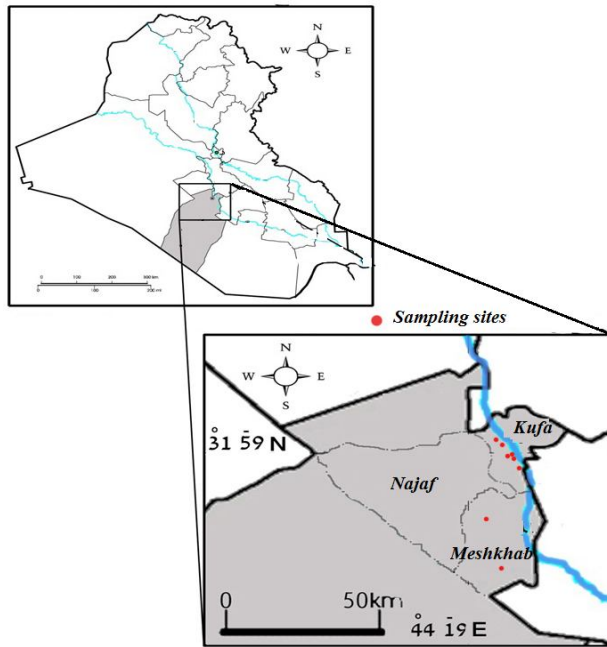 N
W E
S
0 100 200 300 km
Sampling sites
N
W E
S
Kufa
31° 59̄ N
Najaf
Meshkhab
0 50km
44° 19̄ E